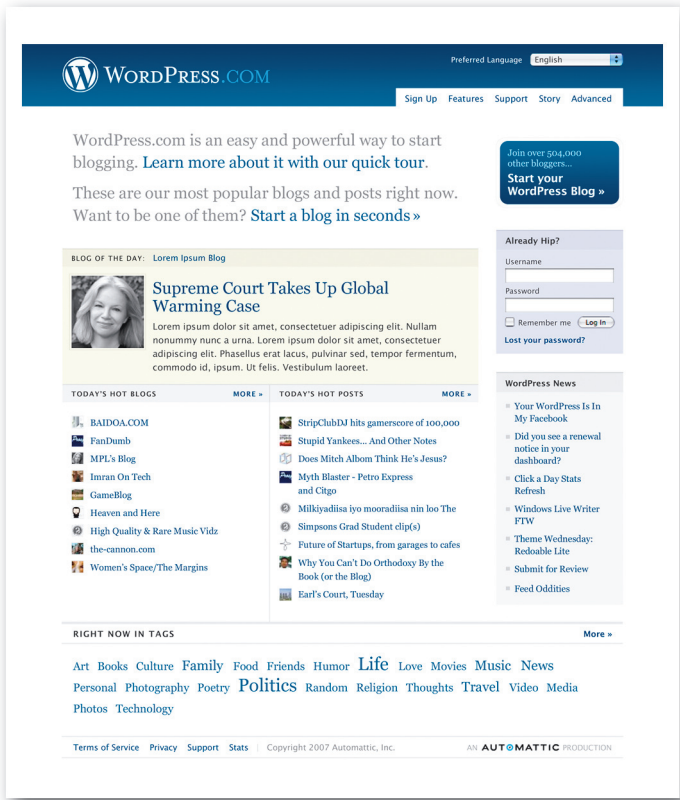 Preferred Language English
WORDPRESS.COM
Sign Up Features Support Story Advanced
WordPress.com is an easy and powerful way to start
blogging. Learn more about it with our quick tour.
These are our most popular blogs and posts right now.
Want to be one of them? Start a blog in seconds »
Join over 504,000
other bloggers...
Start your
WordPress Blog »
Already Hip?
Username
Password
Remember me Log In
Lost your password?
BLOG OF THE DAY: Lorem Ipsum Blog
Supreme Court Takes Up Global
Warming Case
Lorem ipsum dolor sit amet, consectetuer adipiscing elit. Nullam
nonummy nunc a urna. Lorem ipsum dolor sit amet, consectetuer
adipiscing elit. Phasellus erat lacus, pulvinar sed, tempor fermentum,
commodo id, ipsum. Ut felis. Vestibulum laoreet.
TODAY'S HOT BLOGS MORE »
BAIDOA.COM
FanDumb
MPL's Blog
Imran On Tech
GameBlog
Heaven and Here
High Quality & Rare Music Vidz
the-cannon.com
Women's Space/The Margins
TODAY'S HOT POSTS MORE »
StripClubDJ hits gamerscore of 100,000
Stupid Yankees... And Other Notes
Does Mitch Albom Think He's Jesus?
Myth Blaster - Petro Express
and Citgo
Milkiyadiisa iyo mooradiisa nin loo The
Simpsons Grad Student clip(s)
Future of Startups, from garages to cafes
Why You Can't Do Orthodoxy By the
Book (or the Blog)
Earl's Court, Tuesday
WordPress News
Your WordPress Is In
My Facebook
Did you see a renewal
notice in your
dashboard?
Click a Day Stats
Refresh
Windows Live Writer
FTW
Theme Wednesday:
Redoable Lite
Submit for Review
Feed Oddities
RIGHT NOW IN TAGS More »
Art Books Culture Family Food Friends Humor Life Love Movies Music News
Personal Photography Poetry Politics Random Religion Thoughts Travel Video Media
Photos Technology
Terms of Service Privacy Support Stats | Copyright 2007 Automattic, Inc.
AN AUTOMATTIC PRODUCTION